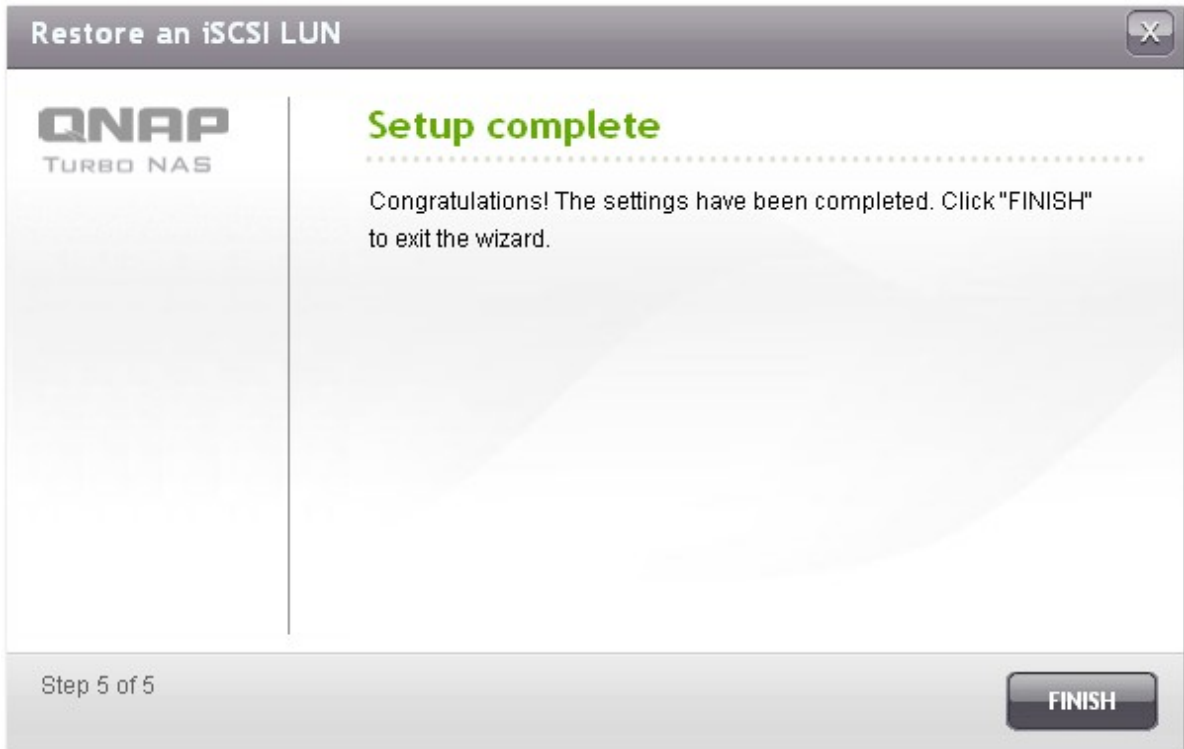 Restore an iSCSI LUN
X
QNAP
TURBO NAS
Setup complete
Congratulations! The settings have been completed. Click "FINISH"
to exit the wizard.
Step 5 of 5
FINISH